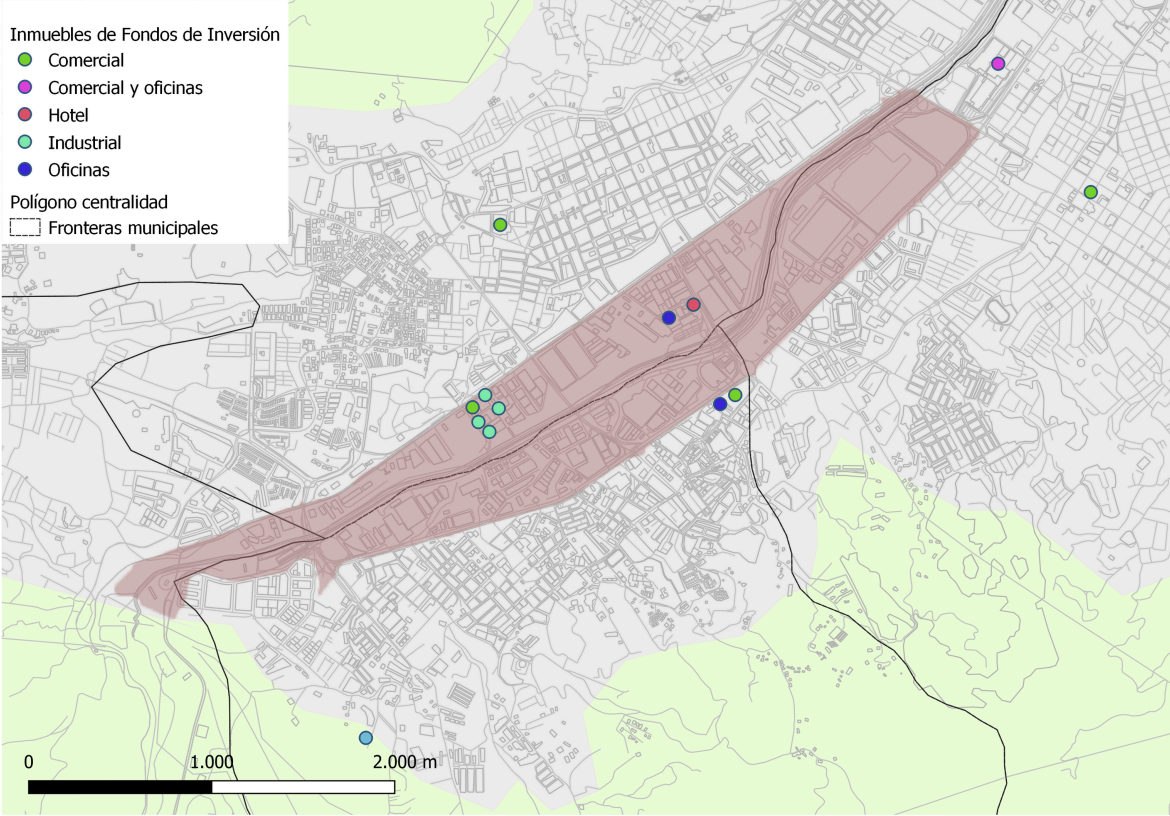 Inmuebles de Fondos de Inversión
Comercial
Comercial y oficinas
Hotel
Industrial
Oficinas
Polígono centralidad
Fronteras municipales
0 1.000 2.000 m